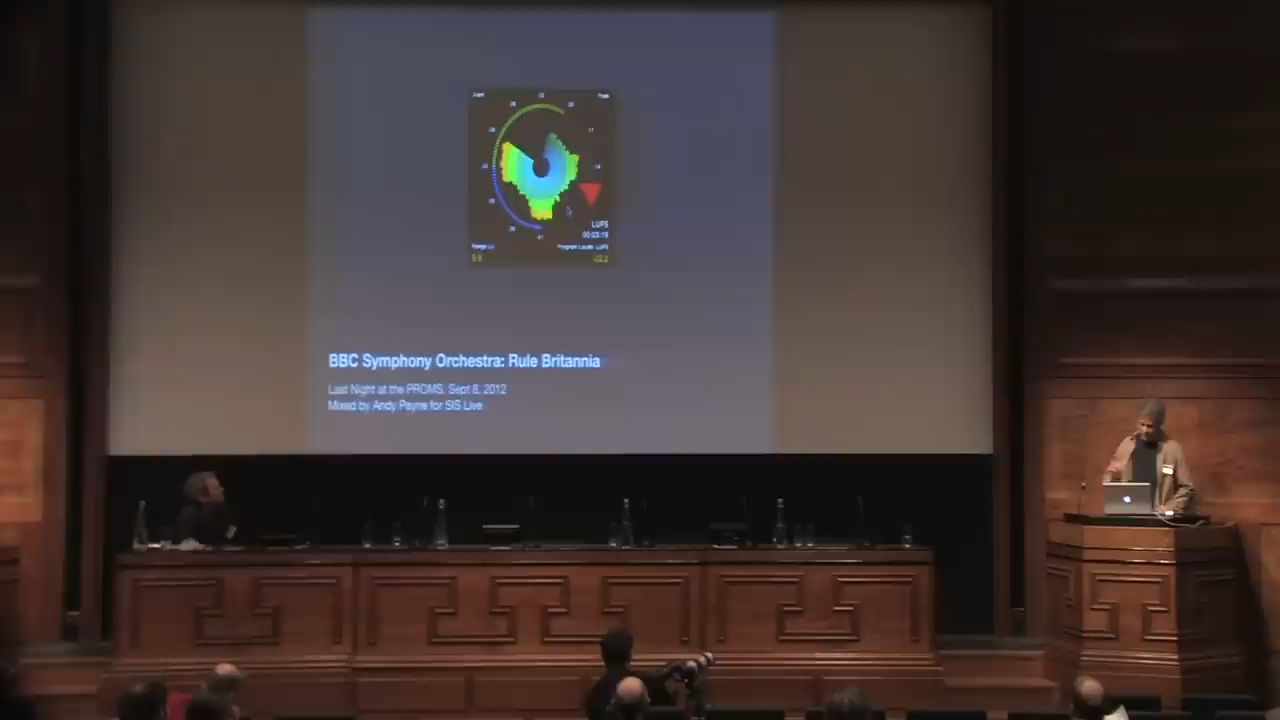 LUFS
BBC Symphony Orchestra: Rule Britannia
Last Night at the PROMS, Sept 8, 2012
Mixed by Andy Payne for SIS Live